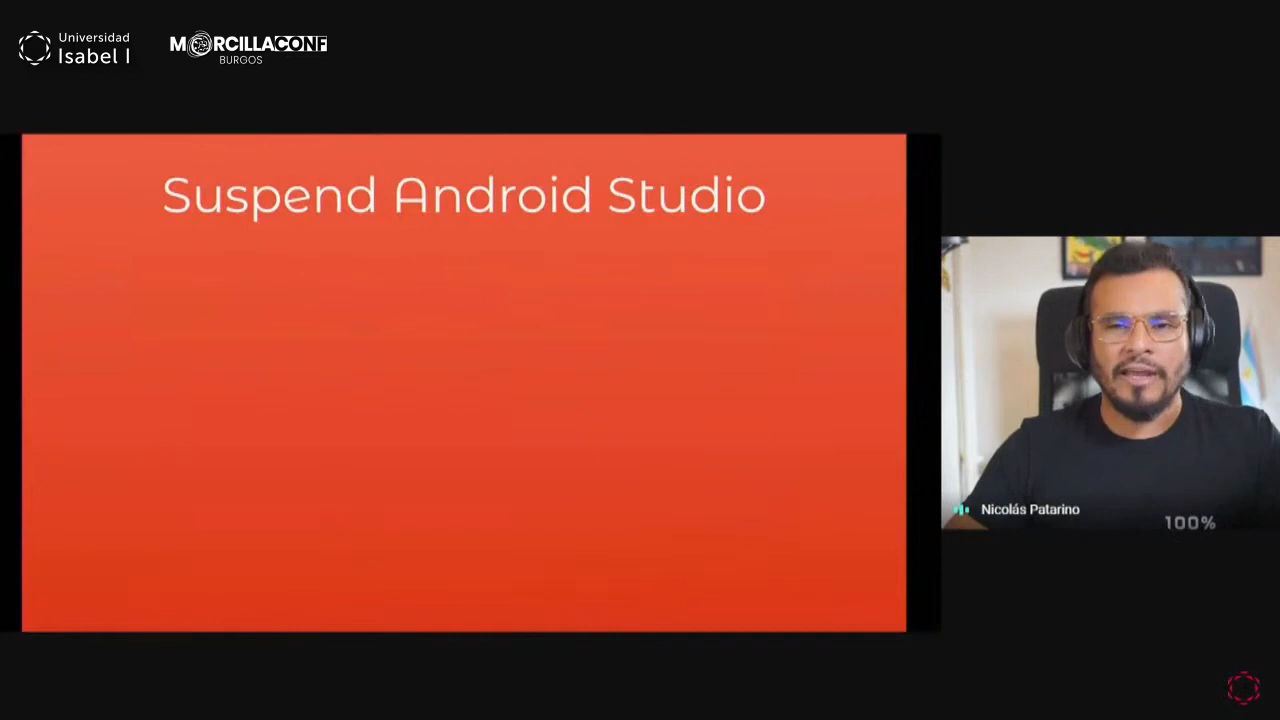 Universidad
Isabel I
MORCILLACONF
BURGOS
Suspend Android Studio
Nicolás Patarino
100%